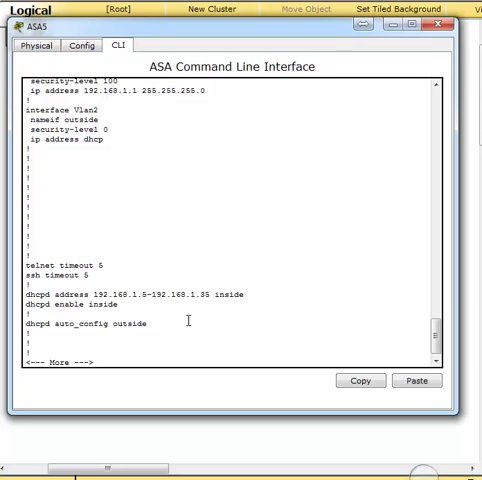 Logical
[Root]
New Cluster
Move Object
Set Tiled Background
ASA5
Physical
Config
CLI
ASA Command Line Interface
security-level 100
ip address 192.168.1.1 255.255.255.0
!
interface Vlan2
nameif outside
security-level 0
ip address dhcp
!
!
!
!
!
!
!
!
!
!
!
telnet timeout 5
ssh timeout 5
!
dhcpd address 192.168.1.5-192.168.1.35 inside
dhcpd enable inside
!
dhcpd auto_config outside
!
!
!
<--- More --->
Copy
Paste